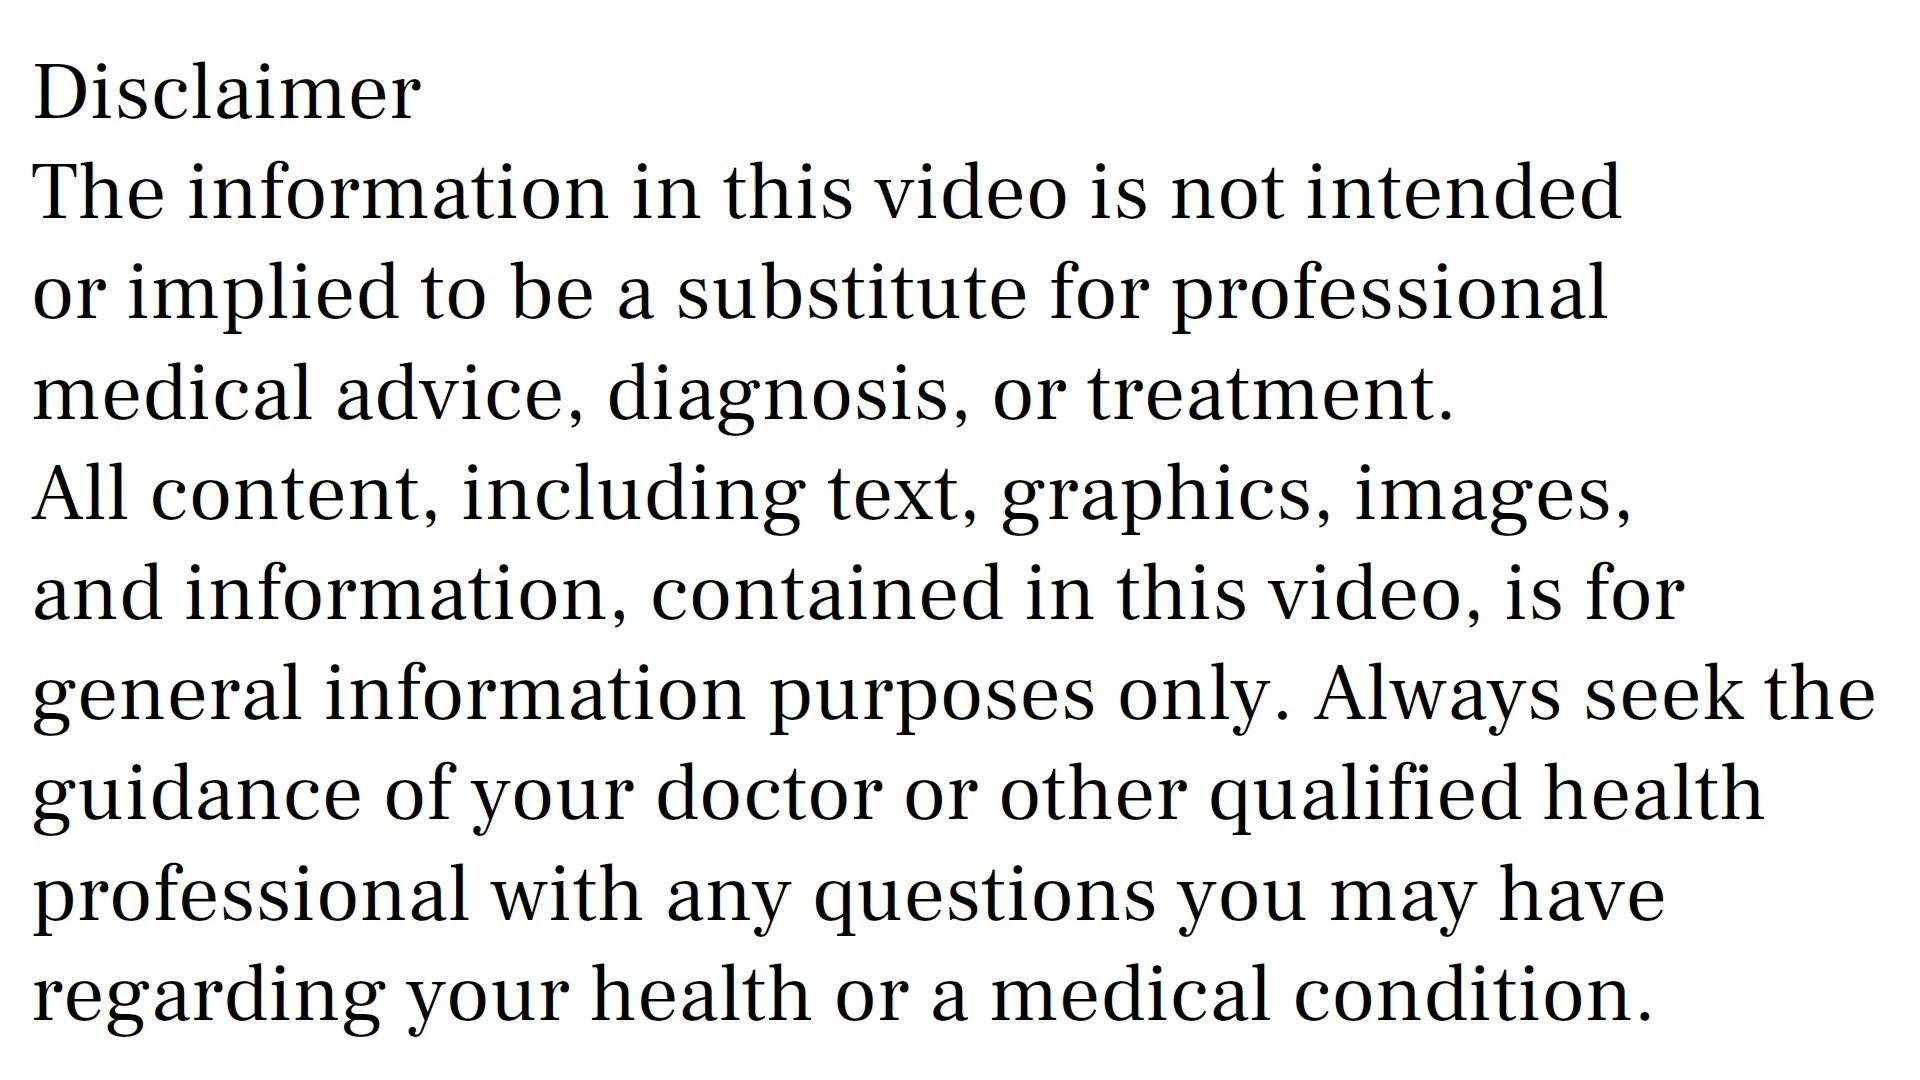 Disclaimer
The information in this video is not intended
or implied to be a substitute for professional
medical advice, diagnosis, or treatment.
All content, including text, graphics, images,
and information, contained in this video, is for
general information purposes only. Always seek the
guidance of your doctor or other qualified health
professional with any questions you may have
regarding your health or a medical condition.